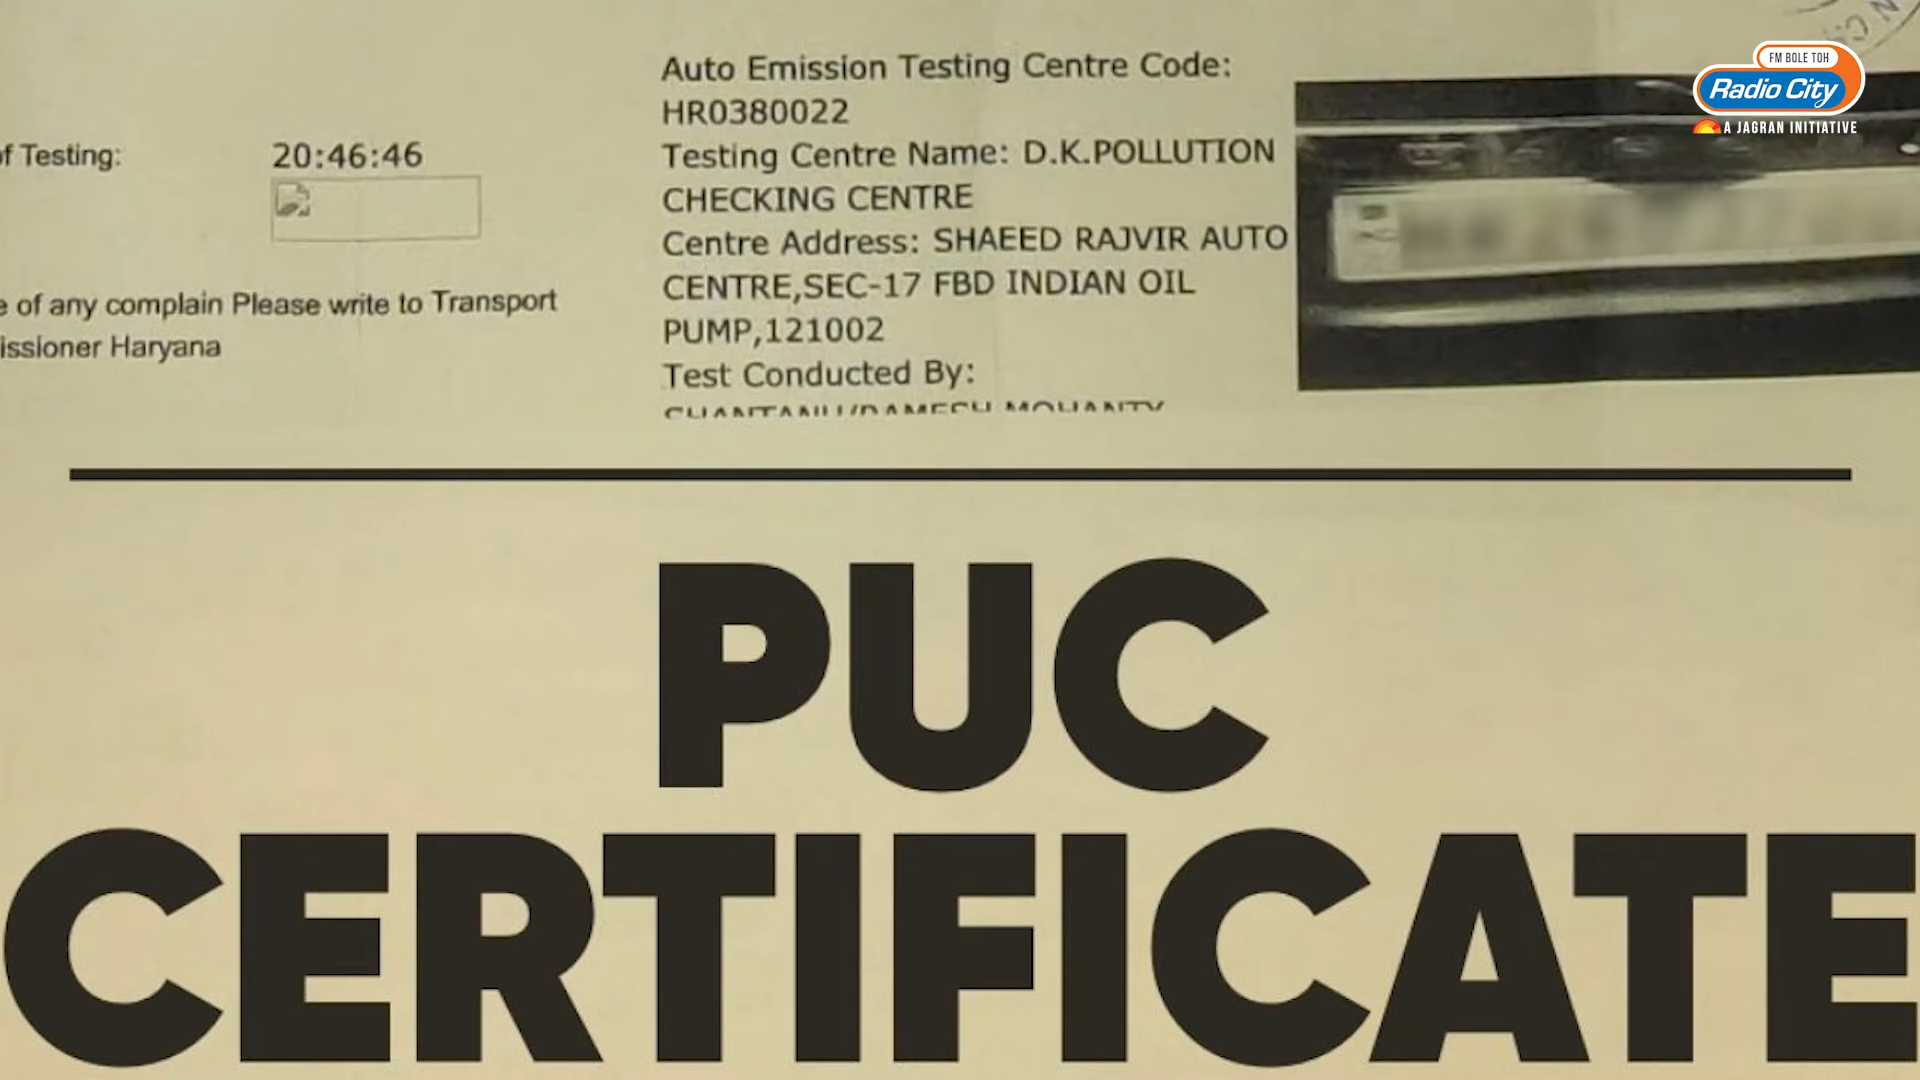 FM BOLE TOH
Radio City
A JAGRAN INITIATIVE
Auto Emission Testing Centre Code:
HR0380022
of Testing: 20:46:46
Testing Centre Name: D.K.POLLUTION
CHECKING CENTRE
Centre Address: SHAEED RAJVIR AUTO
CENTRE,SEC-17 FBD INDIAN OIL
e of any complain Please write to Transport
issioner Haryana
PUMP,121002
Test Conducted By:
PUC
CERTIFICATE